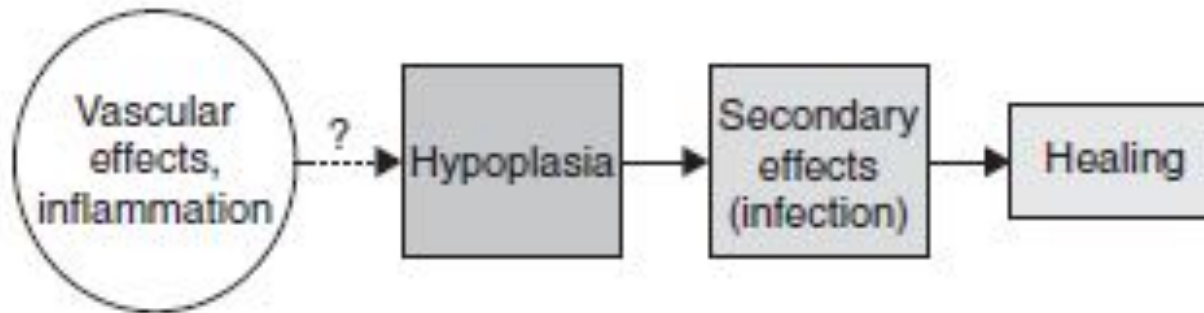 Vascular
effects,
inflammation
?
Hypoplasia
Secondary
effects
(infection)
Healing